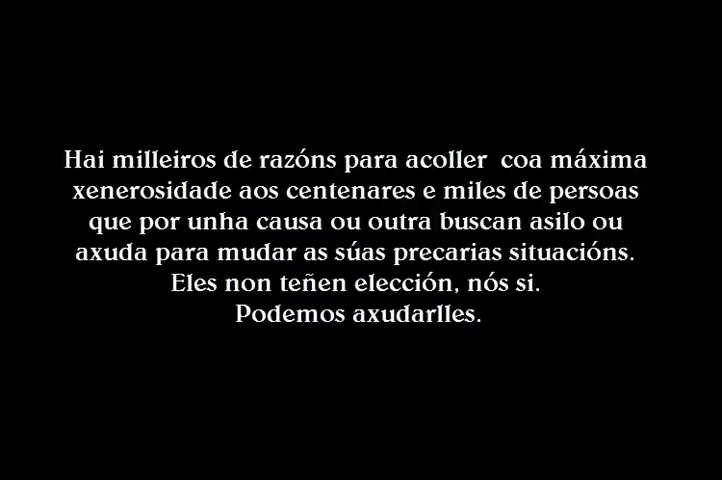 Hai milleiros de razóns para acoller coa máxima
xenerosidade aos centenares e miles de persoas
que por unha causa ou outra buscan asilo ou
axuda para mudar as súas precarias situacións.
Eles non teñen elección, nós si.
Podemos axudarlles.